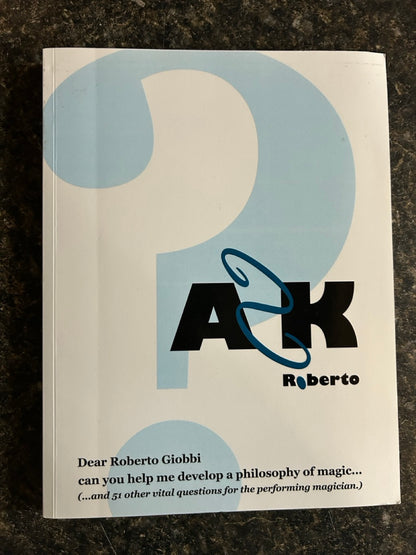 ?
ASK
Roberto
Dear Roberto Giobbi
can you help me develop a philosophy of magic...
(...and 51 other vital questions for the performing magician.)